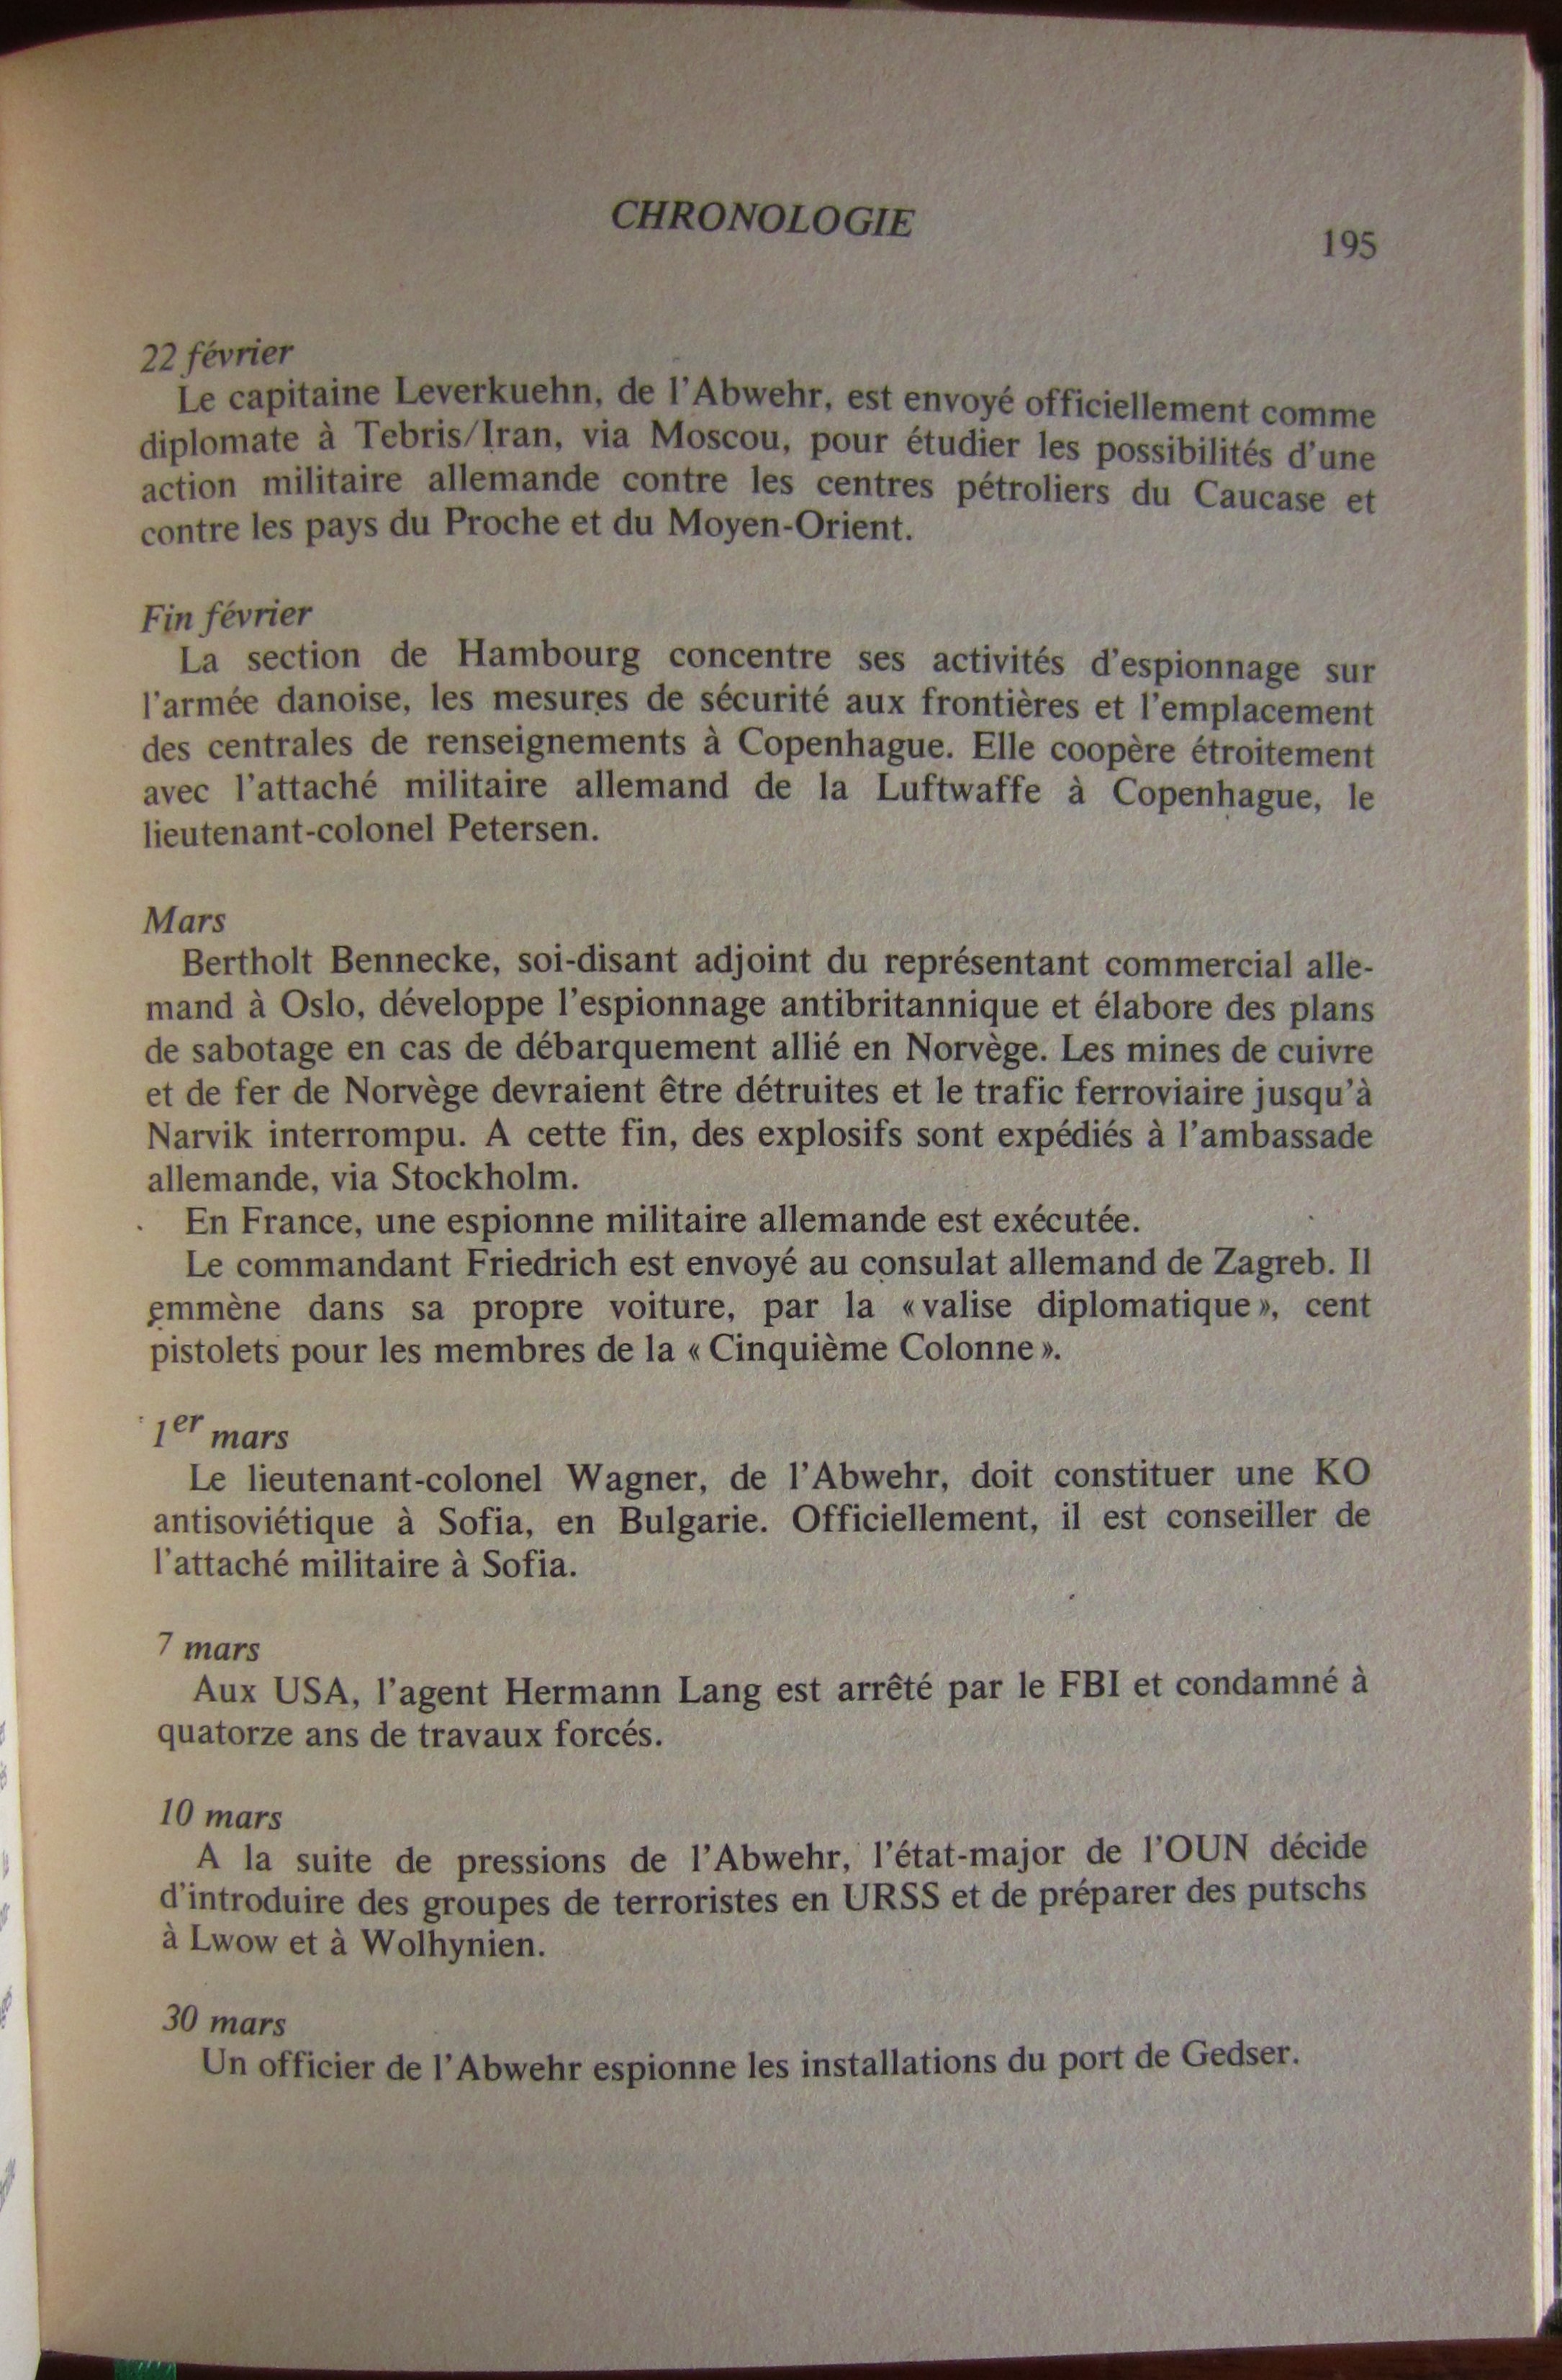 CHRONOLOGIE
195
22 février
Le capitaine Leverkuehn, de l'Abwehr, est envoyé officiellement comme
diplomate à Tebris/Iran, via Moscou, pour étudier les possibilités d'une
action militaire allemande contre les centres pétroliers du Caucase et
contre les pays du Proche et du Moyen-Orient.
Fin février
La section de Hambourg concentre ses activités d'espionnage sur
l'armée danoise, les mesures de sécurité aux frontières et l'emplacement
des centrales de renseignements à Copenhague. Elle coopère étroitement
avec l'attaché militaire allemand de la Luftwaffe à Copenhague, le
lieutenant-colonel Petersen.
Mars
Bertholt Bennecke, soi-disant adjoint du représentant commercial alle-
mand à Oslo, développe l'espionnage antibritannique et élabore des plans
de sabotage en cas de débarquement allié en Norvège. Les mines de cuivre
et de fer de Norvège devraient être détruites et le trafic ferroviaire jusqu'à
Narvik interrompu. A cette fin, des explosifs sont expédiés à l'ambassade
allemande, via Stockholm.
En France, une espionne militaire allemande est exécutée.
Le commandant Friedrich est envoyé au consulat allemand de Zagreb. Il
emmène dans sa propre voiture, par la «valise diplomatique», cent
pistolets pour les membres de la « Cinquième Colonne ».
1er mars
Le lieutenant-colonel Wagner, de l'Abwehr, doit constituer une KO
antisoviétique à Sofia, en Bulgarie. Officiellement, il est conseiller de
l'attaché militaire à Sofia.
7 mars
Aux USA, l'agent Hermann Lang est arrêté par le FBI et condamné à
quatorze ans de travaux forcés.
10 mars
A la suite de pressions de l'Abwehr, l'état-major de l'OUN décide
d'introduire des groupes de terroristes en URSS et de préparer des putschs
à Lwow et à Wolhynien.
30 mars
Un officier de l'Abwehr espionne les installations du port de Gedser.